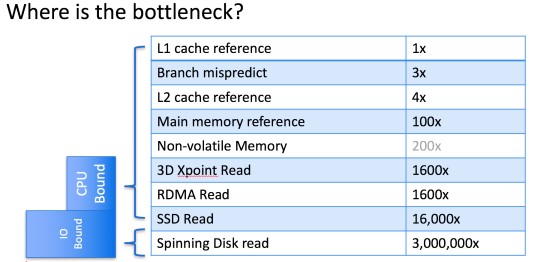 Where is the bottleneck?
L1 cache reference 1x
Branch mispredict 3x
L2 cache reference 4x
Main memory reference 100x
Non-volatile Memory 200x
3D Xpoint Read 1600x
RDMA Read 1600x
SSD Read 16,000x
Spinning Disk read 3,000,000x
CPU
Bound
IO
Bound